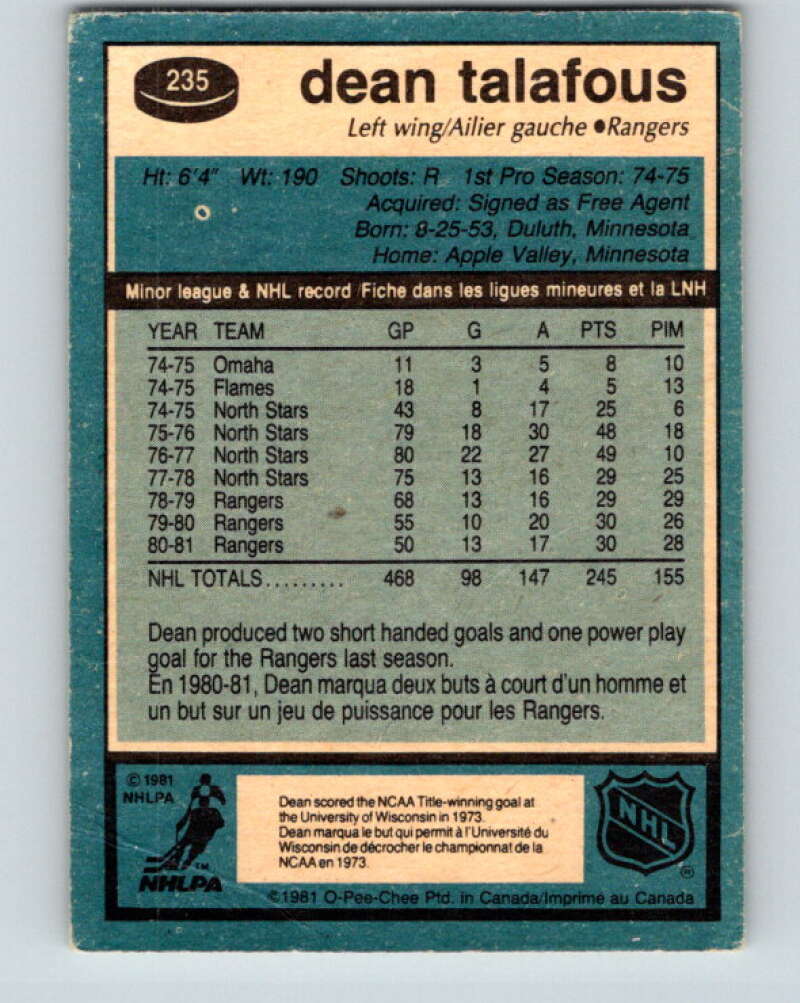 235
dean talafous
Left wing/Ailier gauche ●Rangers
Ht: 6'4" Wt: 190 Shoots: R 1st Pro Season: 74-75
Acquired: Signed as Free Agent
Born: 8-25-53, Duluth, Minnesota
Home: Apple Valley, Minnesota
Minor league & NHL record/Fiche dans les ligues mineures et la LNH
YEAR TEAM GP G A PTS PIM
74-75 Omaha 11 3 5 8 10
74-75 Flames 18 1 4 5 13
74-75 North Stars 43 8 17 25 6
75-76 North Stars 79 18 30 48 18
76-77 North Stars 80 22 27 49 10
77-78 North Stars 75 13 16 29 25
78-79 Rangers 68 13 16 29 29
79-80 Rangers 55 10 20 30 26
80-81 Rangers 50 13 17 30 28
NHL TOTALS......... 468 98 147 245 155
Dean produced two short handed goals and one power play
goal for the Rangers last season.
En 1980-81, Dean marqua deux buts à court d'un homme et
un but sur un jeu de puissance pour les Rangers.
© 1981
NHLPA
TM
NHLPA
Dean scored the NCAA Title-winning goal at
the University of Wisconsin in 1973.
Dean marqua le but qui permit à l'Université du
Wisconsin de décrocher le championnat de la
NCAA en 1973.
NHL
®
©1981 O-Pee-Chee Ptd. in Canada/Imprime au Canada